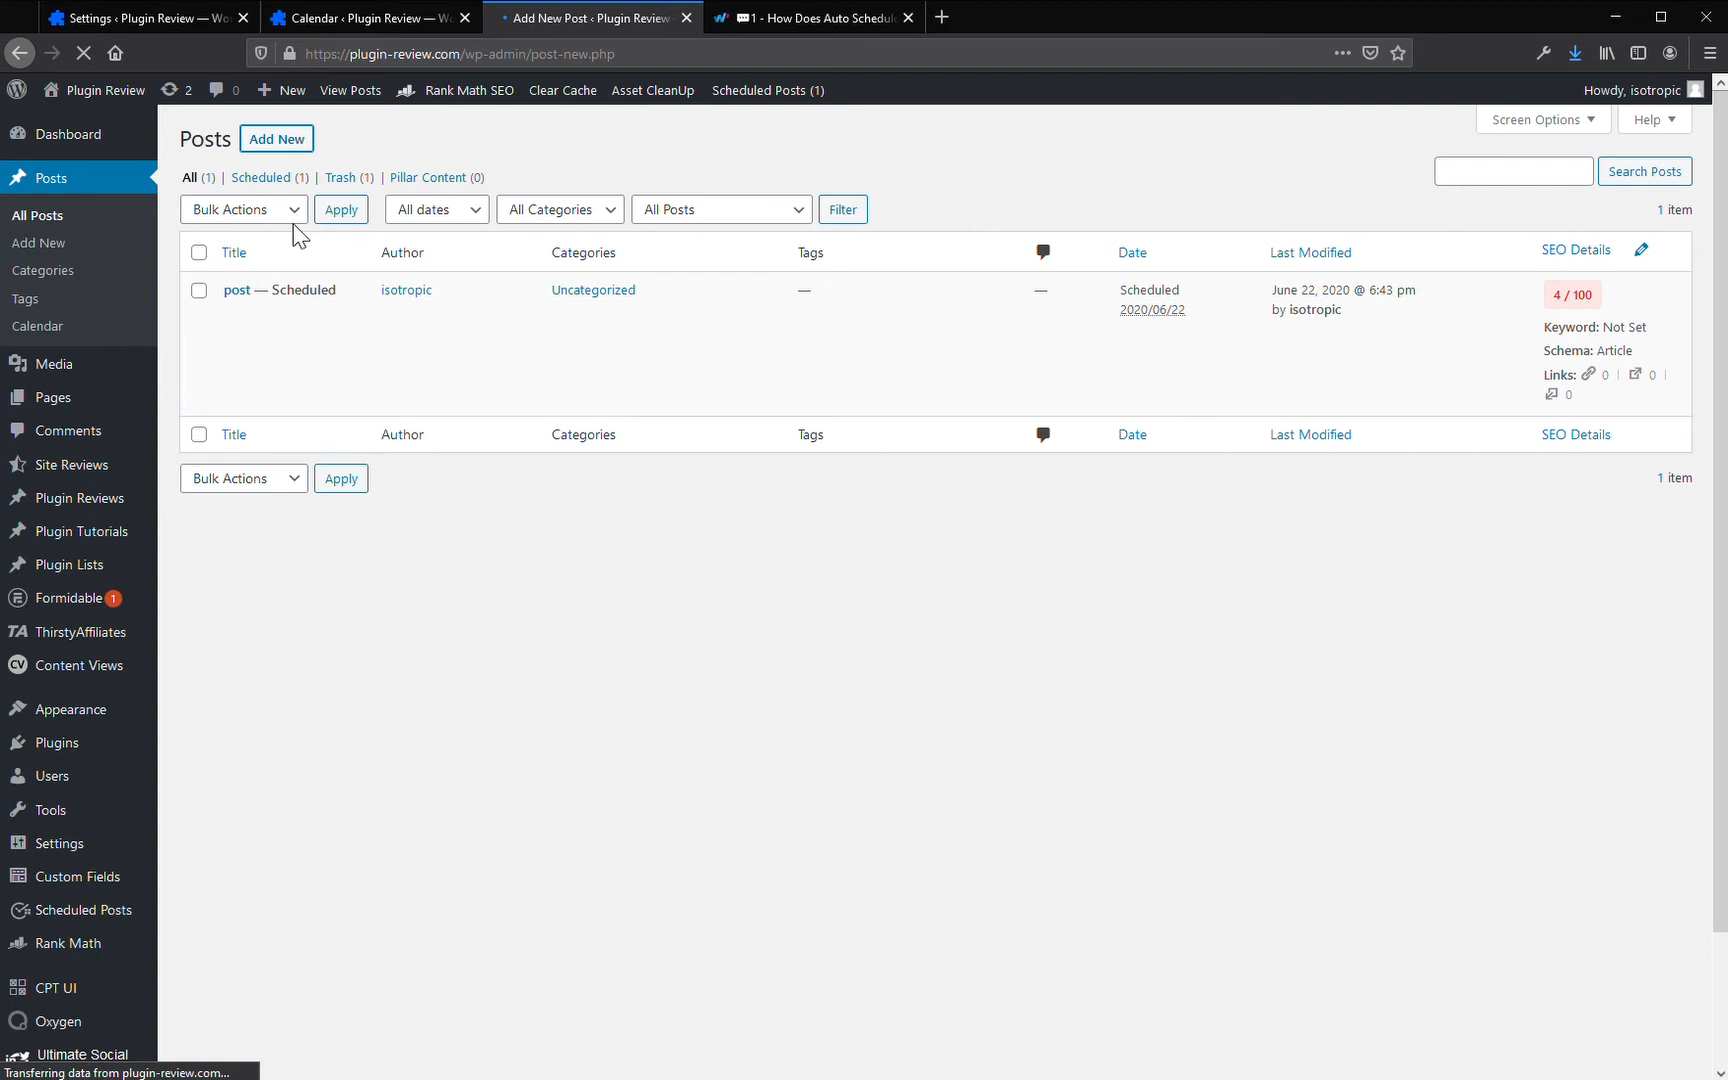 Settings ‹ Plugin Review — Wo
Calendar ‹ Plugin Review — W
Add New Post ‹ Plugin Review
1 - How Does Auto Schedul
https://plugin-review.com/wp-admin/post-new.php
Plugin Review 2 0 New View Posts Rank Math SEO Clear Cache Asset CleanUp Scheduled Posts (1) Howdy, isotropic
Screen Options Help
Dashboard
Posts
All Posts
Add New
Categories
Tags
Calendar
Media
Pages
Comments
Site Reviews
Plugin Reviews
Plugin Tutorials
Plugin Lists
Formidable 1
TA ThirstyAffiliates
CV Content Views
Appearance
Plugins
Users
Tools
Settings
Custom Fields
Scheduled Posts
Rank Math
CPT UI
Oxygen
Ultimate Social
Transferring data from plugin-review.com...
Posts Add New
All (1) | Scheduled (1) | Trash (1) | Pillar Content (0)
Search Posts
Bulk Actions Apply All dates All Categories All Posts Filter 1 item
Title Author Categories Tags Date Last Modified SEO Details
post — Scheduled isotropic Uncategorized — — Scheduled June 22, 2020 @ 6:43 pm 4 / 100
2020/06/22 by isotropic
Keyword: Not Set
Schema: Article
Links: 0 | 0 |
0
Title Author Categories Tags Date Last Modified SEO Details
Bulk Actions Apply 1 item